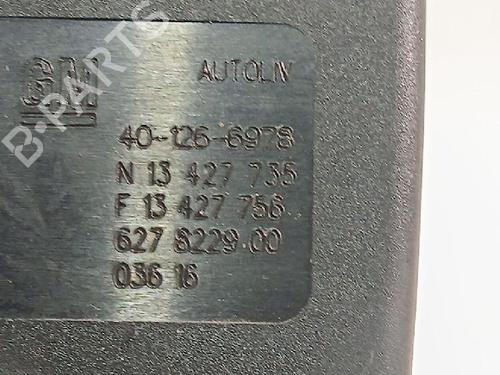 GM AUTOLIV
40-126-6978
N 13 427 735
F 13 427 756
627 8229 00
036 16
B-PARTS